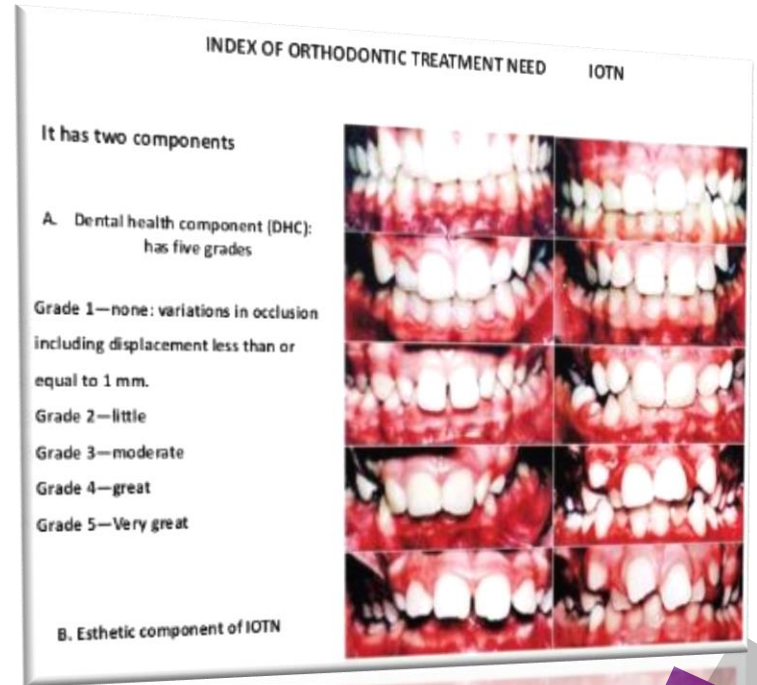 INDEX OF ORTHODONTIC TREATMENT NEED IOTN
It has two components
A. Dental health component (DHC):
has five grades
Grade 1—none: variations in occlusion
including displacement less than or
equal to 1 mm.
Grade 2—little
Grade 3—moderate
Grade 4—great
Grade 5—Very great
B. Esthetic component of IOTN